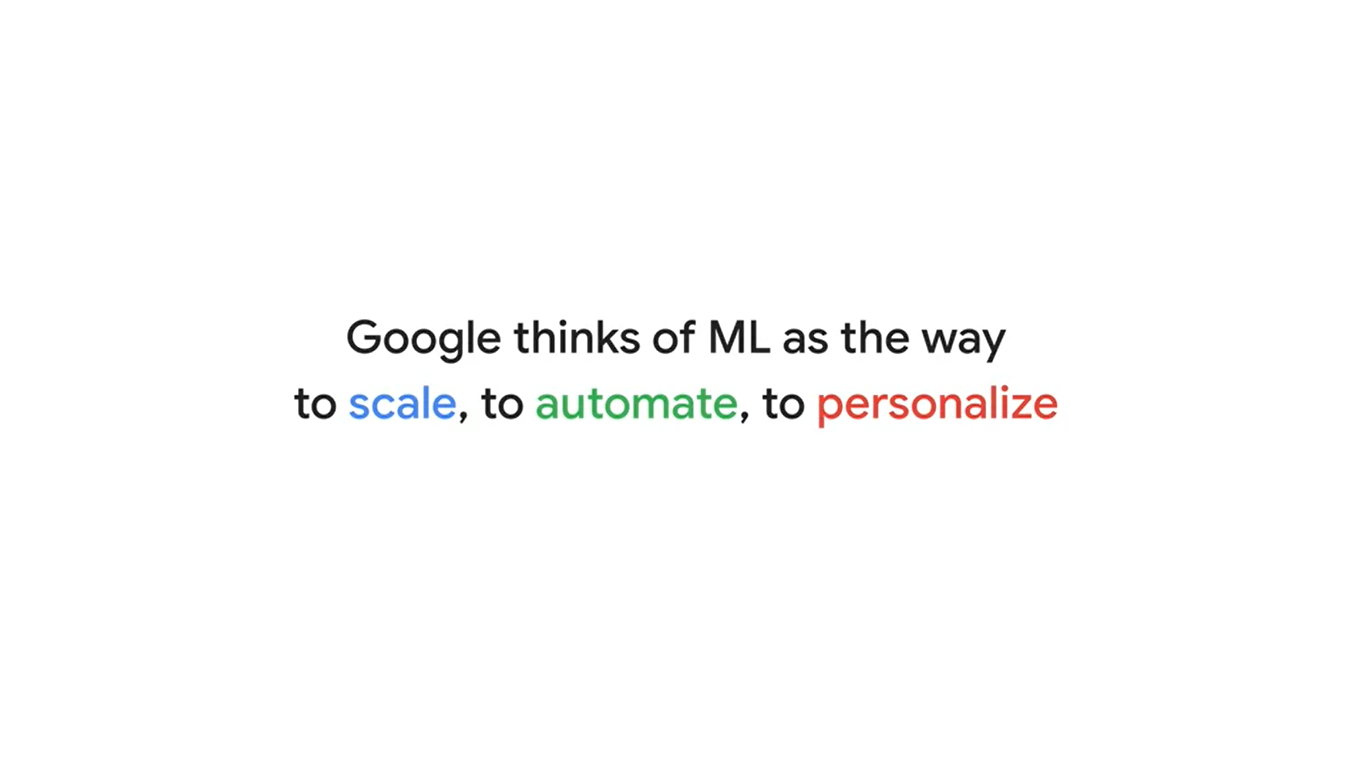 Google thinks of ML as the way
to scale, to automate, to personalize